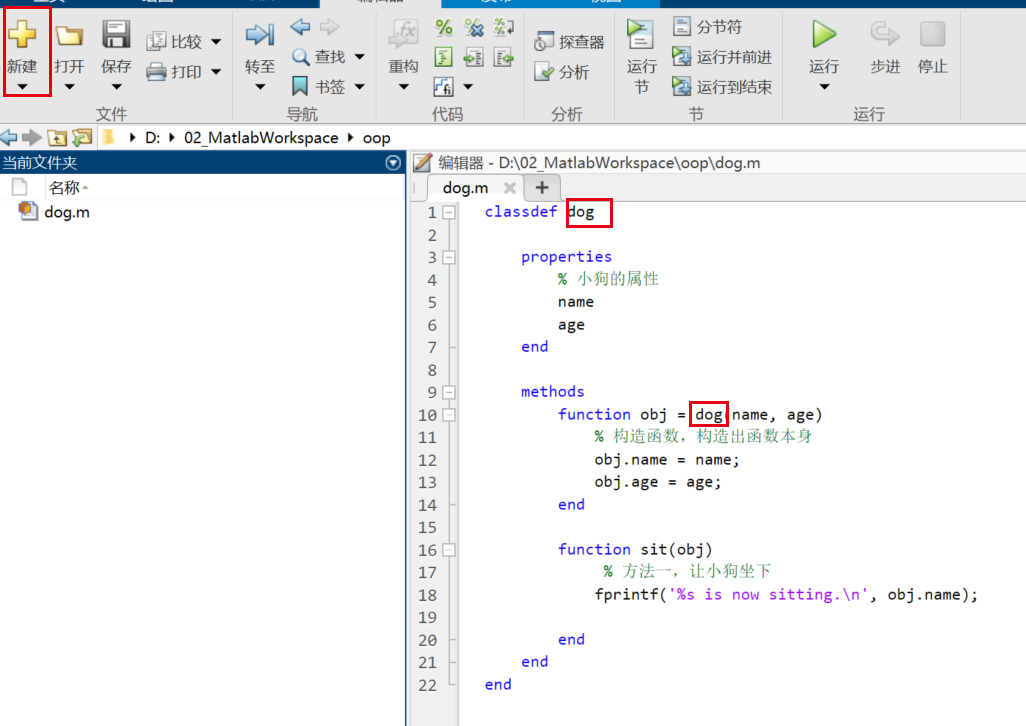 编辑器
新建 打开 保存 比较 打印
文件
转至 查找 书签
导航
重构
代码
探查器
分析
分析
运行节
分节符
运行并前进
运行到结束
节
运行 步进 停止
运行
D: 02_MatlabWorkspace oop
当前文件夹
名称
dog.m
编辑器 - D:\02_MatlabWorkspace\oop\dog.m
dog.m
1 classdef dog
2
3 properties
4 % 小狗的属性
5 name
6 age
7 end
8
9 methods
10 function obj = dog(name, age)
11 % 构造函数，构造出函数本身
12 obj.name = name;
13 obj.age = age;
14 end
15
16 function sit(obj)
17 % 方法一，让小狗坐下
18 fprintf('%s is now sitting.\n', obj.name);
19
20 end
21 end
22 end